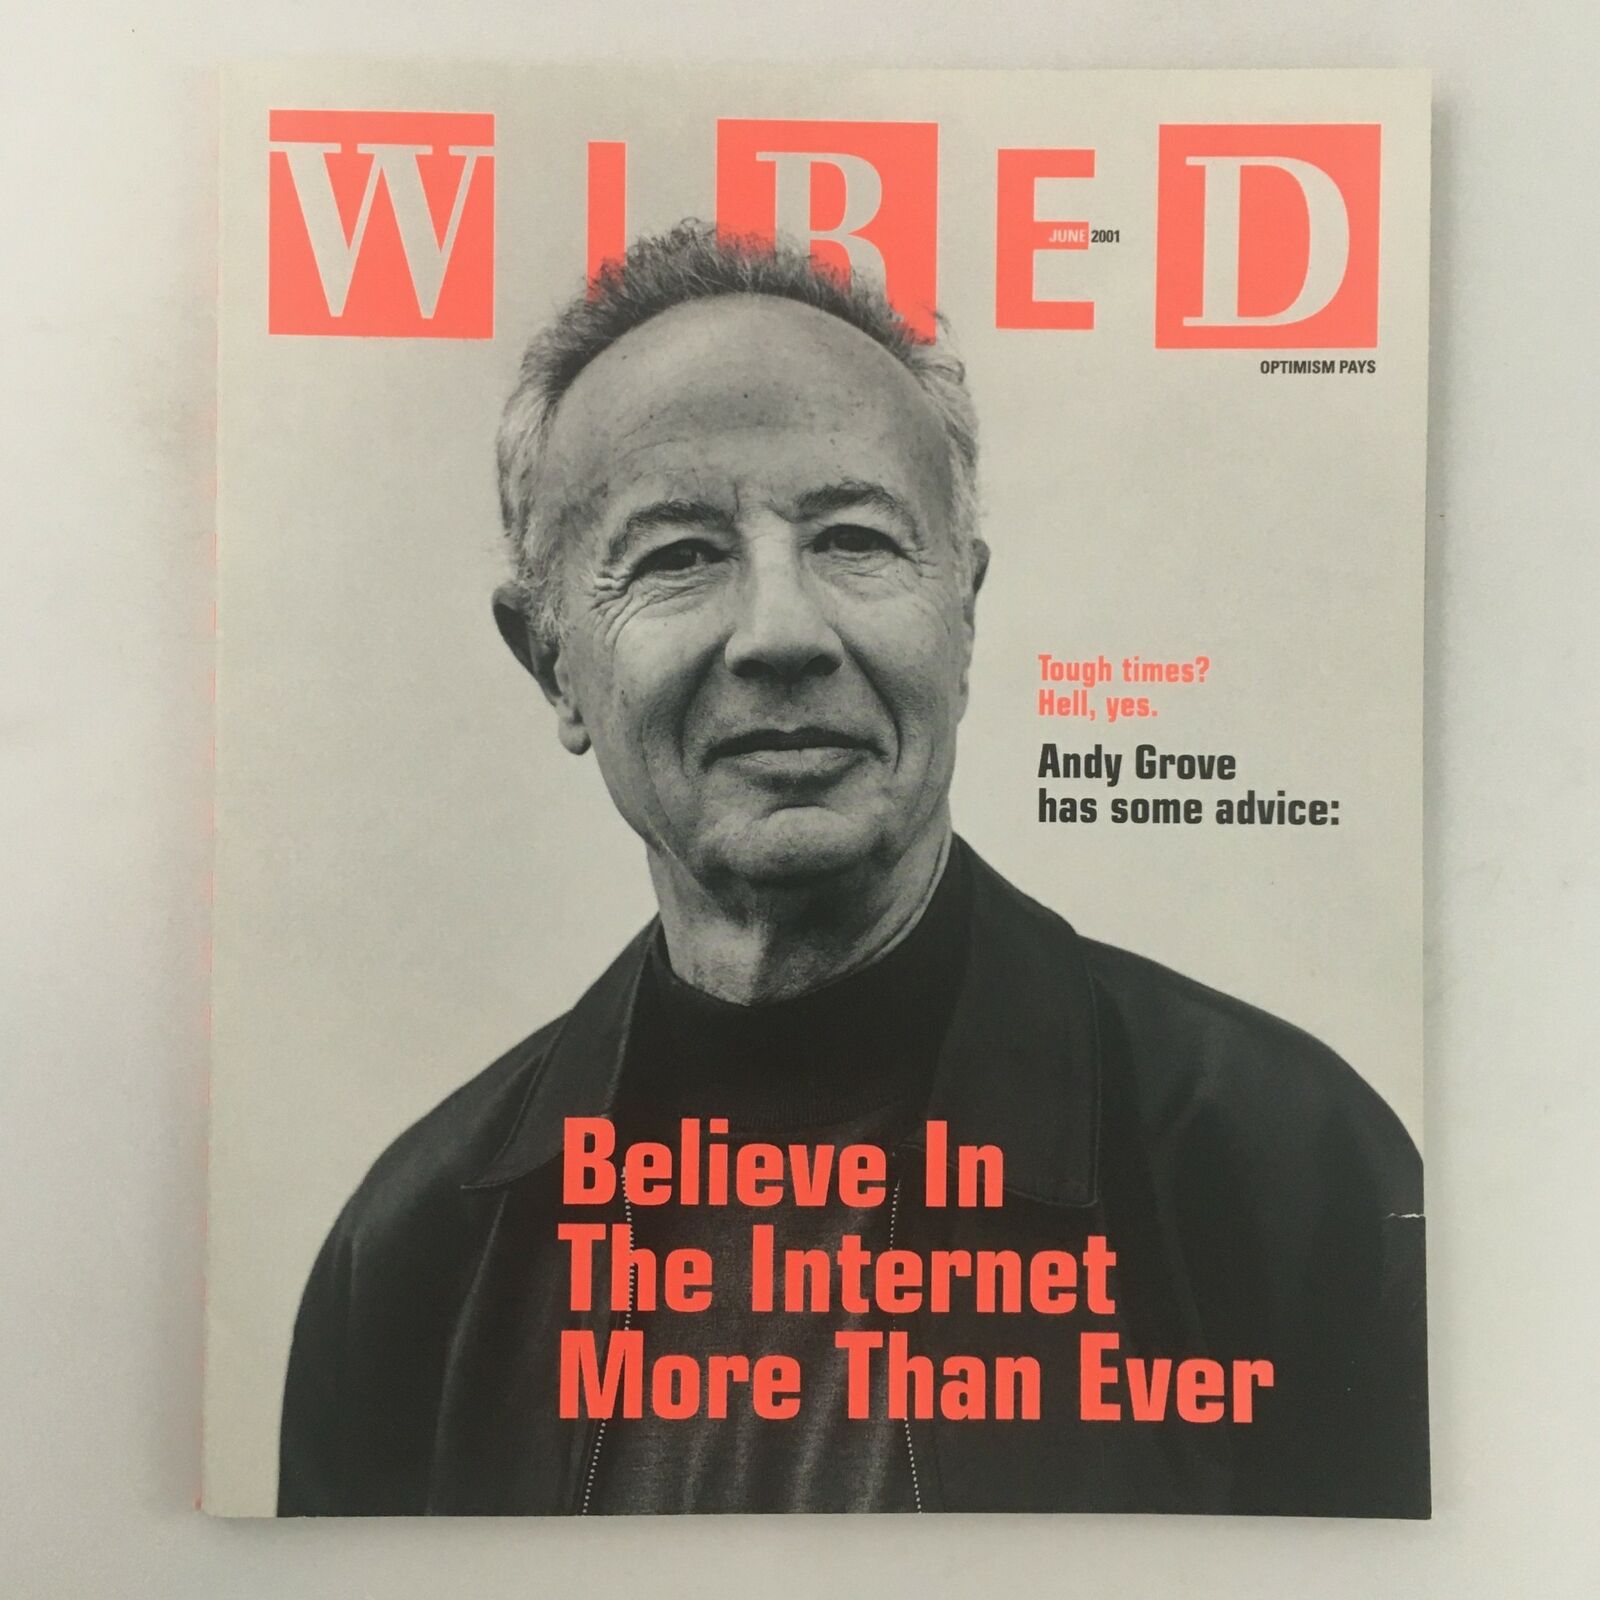 WIRED
JUNE 2001
OPTIMISM PAYS
Tough times?
Hell, yes.
Andy Grove
has some advice:
Believe In
The Internet
More Than Ever